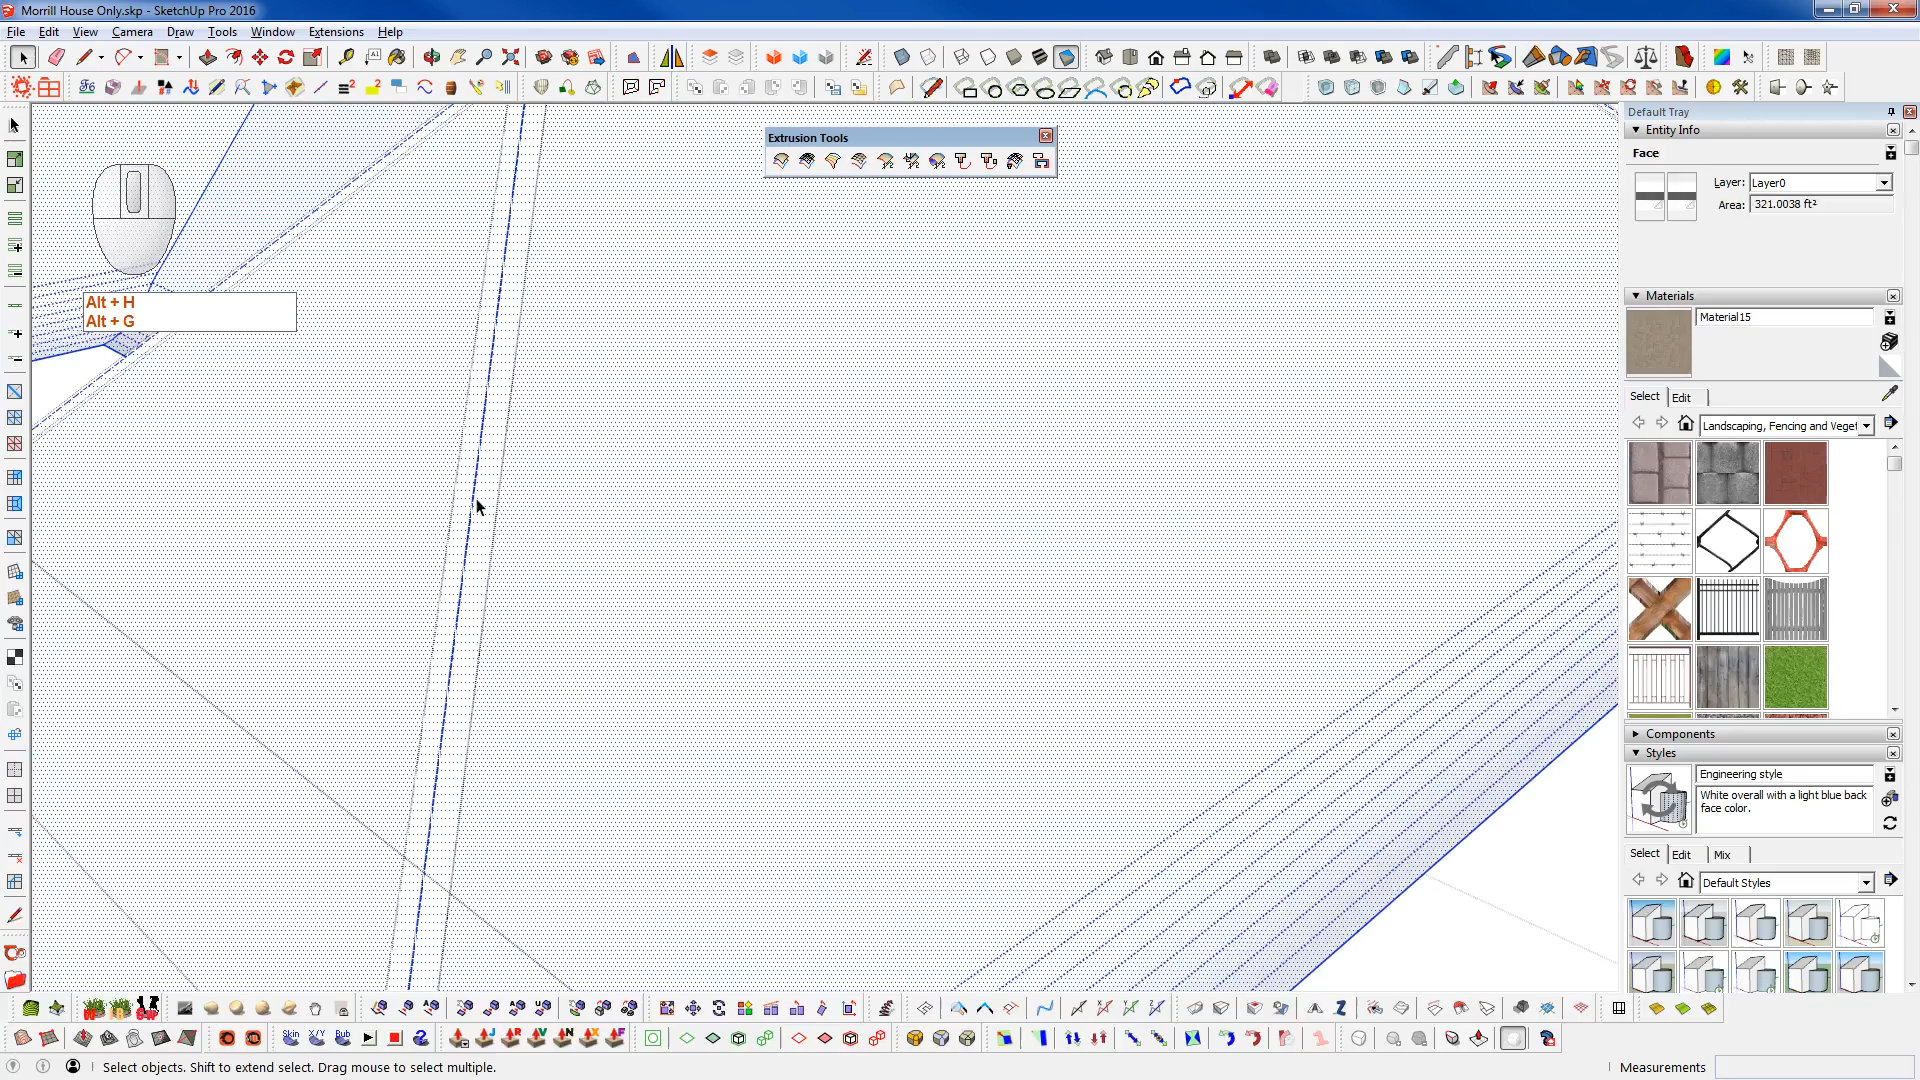 Morrill House Only.skp - SketchUp Pro 2016
File Edit View Camera Draw Tools Window Extensions Help
Default Tray
Entity Info
Face
Layer: Layer0
Area: 321.0038 ft²
Extrusion Tools
Alt + H
Alt + G
Materials
Material15
Select Edit
Landscaping, Fencing and Veget
Components
Styles
Engineering style
White overall with a light blue back
face color.
Select Edit Mix
Default Styles
Skin X/Y Bub
Select objects. Shift to extend select. Drag mouse to select multiple.
Measurements